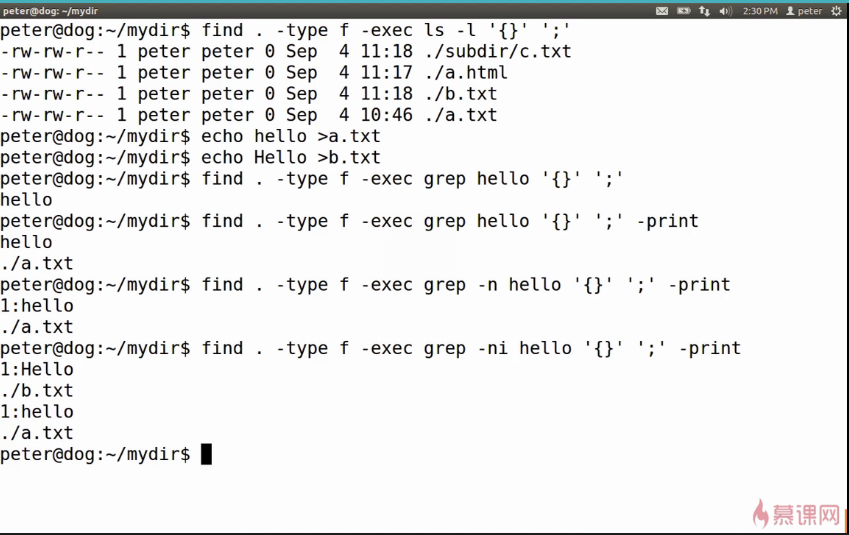 peter@dog: ~/mydir
2:30 PM peter
peter@dog:~/mydir$ find . -type f -exec ls -l '{}' ';'
-rw-rw-r-- 1 peter peter 0 Sep  4 11:18 ./subdir/c.txt
-rw-rw-r-- 1 peter peter 0 Sep  4 11:17 ./a.html
-rw-rw-r-- 1 peter peter 0 Sep  4 11:18 ./b.txt
-rw-rw-r-- 1 peter peter 0 Sep  4 10:46 ./a.txt
peter@dog:~/mydir$ echo hello >a.txt
peter@dog:~/mydir$ echo Hello >b.txt
peter@dog:~/mydir$ find . -type f -exec grep hello '{}' ';'
hello
peter@dog:~/mydir$ find . -type f -exec grep hello '{}' ';' -print
hello
./a.txt
peter@dog:~/mydir$ find . -type f -exec grep -n hello '{}' ';' -print
1:hello
./a.txt
peter@dog:~/mydir$ find . -type f -exec grep -ni hello '{}' ';' -print
1:Hello
./b.txt
1:hello
./a.txt
peter@dog:~/mydir$
慕课网